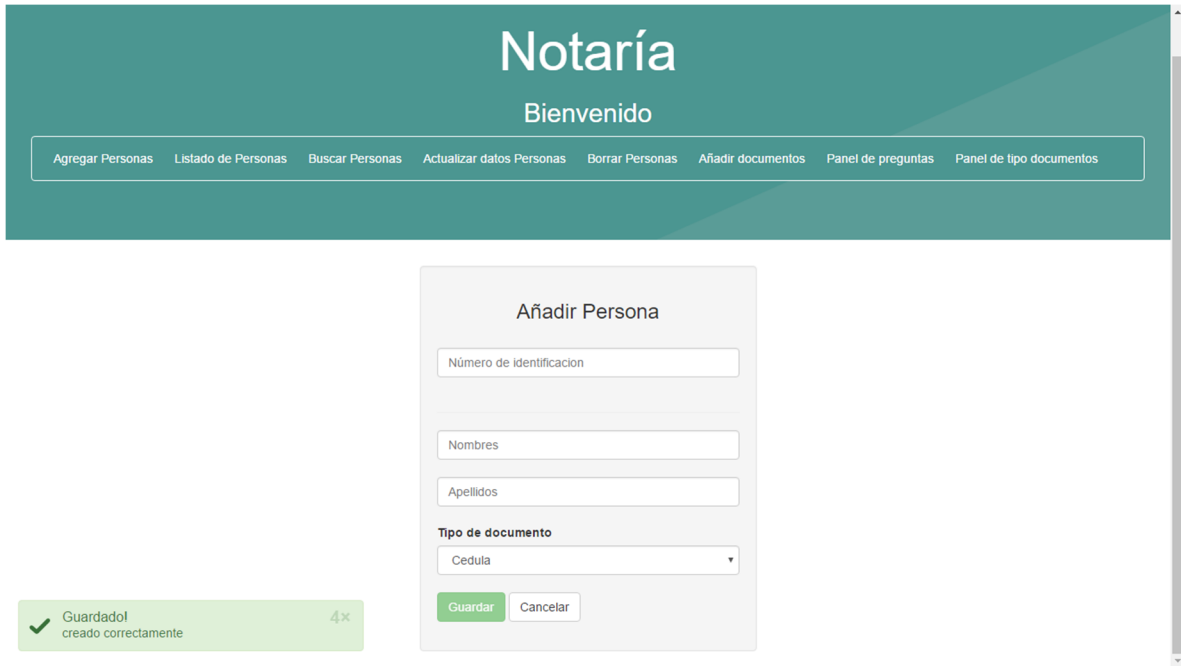 Notaría
Bienvenido
Agregar Personas Listado de Personas Buscar Personas Actualizar datos Personas Borrar Personas Añadir documentos Panel de preguntas Panel de tipo documentos
Añadir Persona
Número de identificacion
Nombres
Apellidos
Tipo de documento
Cedula
Guardar Cancelar
Guardado! 4×
creado correctamente